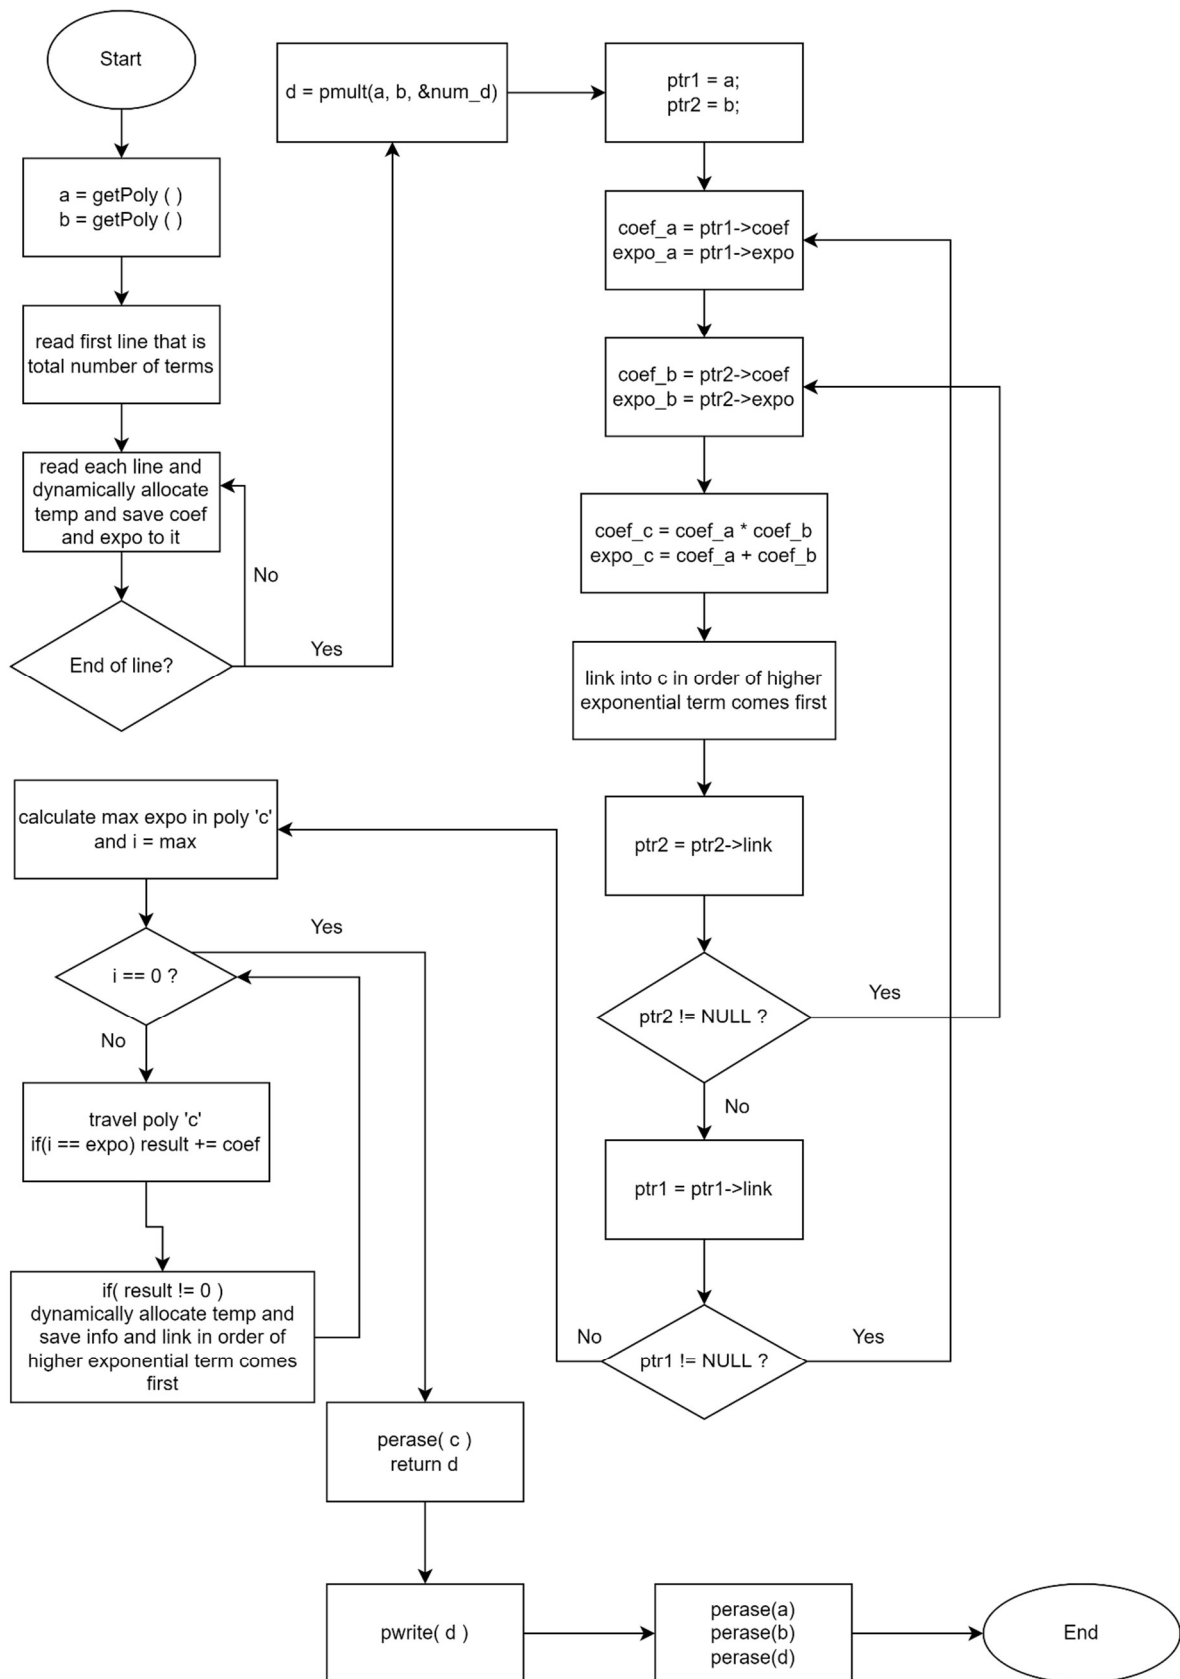 Start
a = getPoly ( )
b = getPoly ( )
read first line that is
total number of terms
read each line and
dynamically allocate
temp and save coef
and expo to it
No
End of line?
Yes
d = pmult(a, b, &num_d)
ptr1 = a;
ptr2 = b;
coef_a = ptr1->coef
expo_a = ptr1->expo
coef_b = ptr2->coef
expo_b = ptr2->expo
coef_c = coef_a * coef_b
expo_c = coef_a + coef_b
link into c in order of higher
exponential term comes first
ptr2 = ptr2->link
ptr2 != NULL ?
Yes
No
ptr1 = ptr1->link
ptr1 != NULL ?
Yes
No
calculate max expo in poly 'c'
and i = max
i == 0 ?
Yes
No
travel poly 'c'
if(i == expo) result += coef
if( result != 0 )
dynamically allocate temp and
save info and link in order of
higher exponential term comes
first
perase( c )
return d
pwrite( d )
perase(a)
perase(b)
perase(d)
End